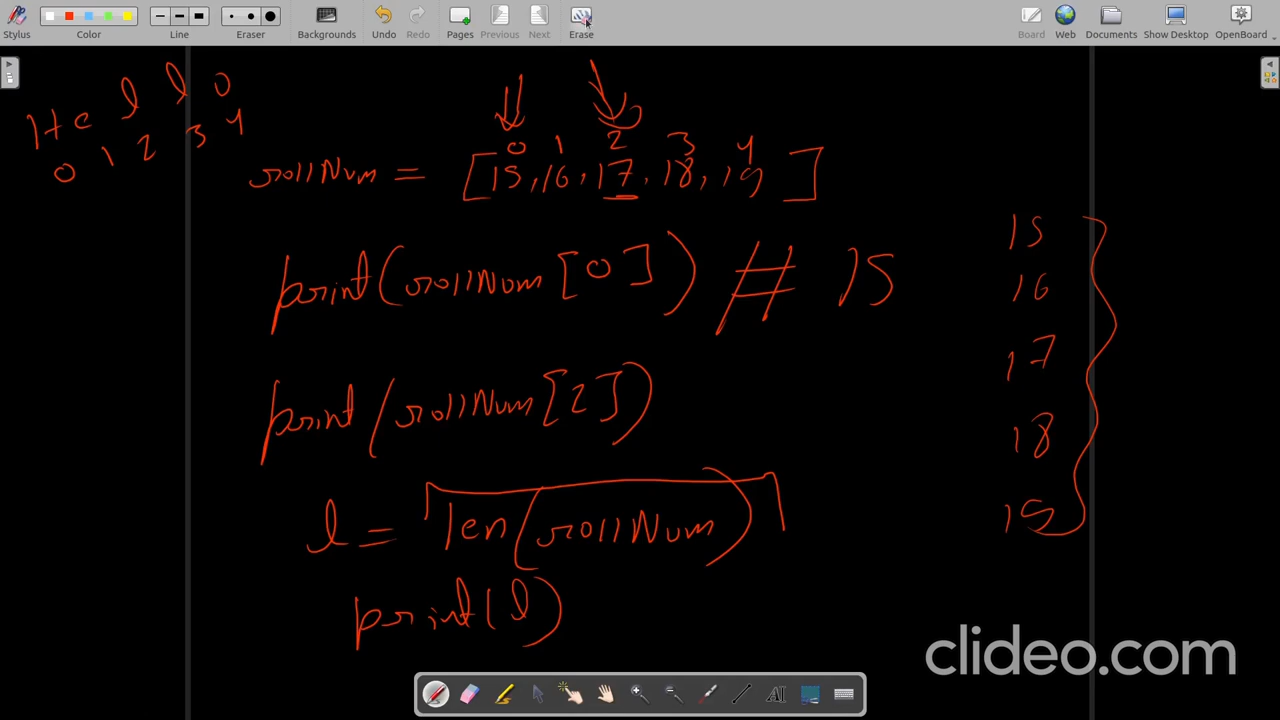 Stylus Color Line Eraser Backgrounds Undo Redo Pages Previous Next Erase Board Web Documents Show Desktop OpenBoard
H e l l o
0 1 2 3 4
0 1 2 3 4
rollNum = [15, 16, 17, 18, 19]
print(rollNum[0]) # 15
print(rollNum[2])
l = len(rollNum)
print(l)
15
16
17
18
19
clideo.com
AI